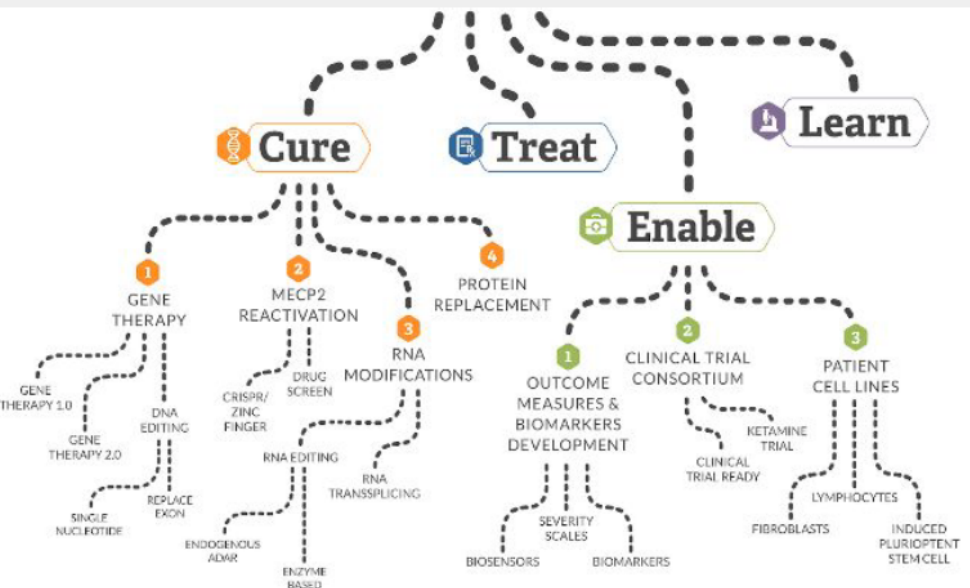 Cure
Treat
Learn
Enable
1
GENE
THERAPY
GENE
THERAPY 1.0
GENE
THERAPY 2.0
DNA
EDITING
SINGLE
NUCLEOTIDE
REPLACE
EXON
2
MECP2
REACTIVATION
CRISPR/
ZINC
FINGER
DRUG
SCREEN
3
RNA
MODIFICATIONS
RNA EDITING
RNA
TRANSSPLICING
ENDOGENOUS
ADAR
ENZYME
BASED
4
PROTEIN
REPLACEMENT
1
OUTCOME
MEASURES &
BIOMARKERS
DEVELOPMENT
BIOSENSORS
SEVERITY
SCALES
BIOMARKERS
2
CLINICAL TRIAL
CONSORTIUM
CLINICAL
TRIAL READY
KETAMINE
TRIAL
3
PATIENT
CELL LINES
FIBROBLASTS
LYMPHOCYTES
INDUCED
PLURIOPTENT
STEM CELL